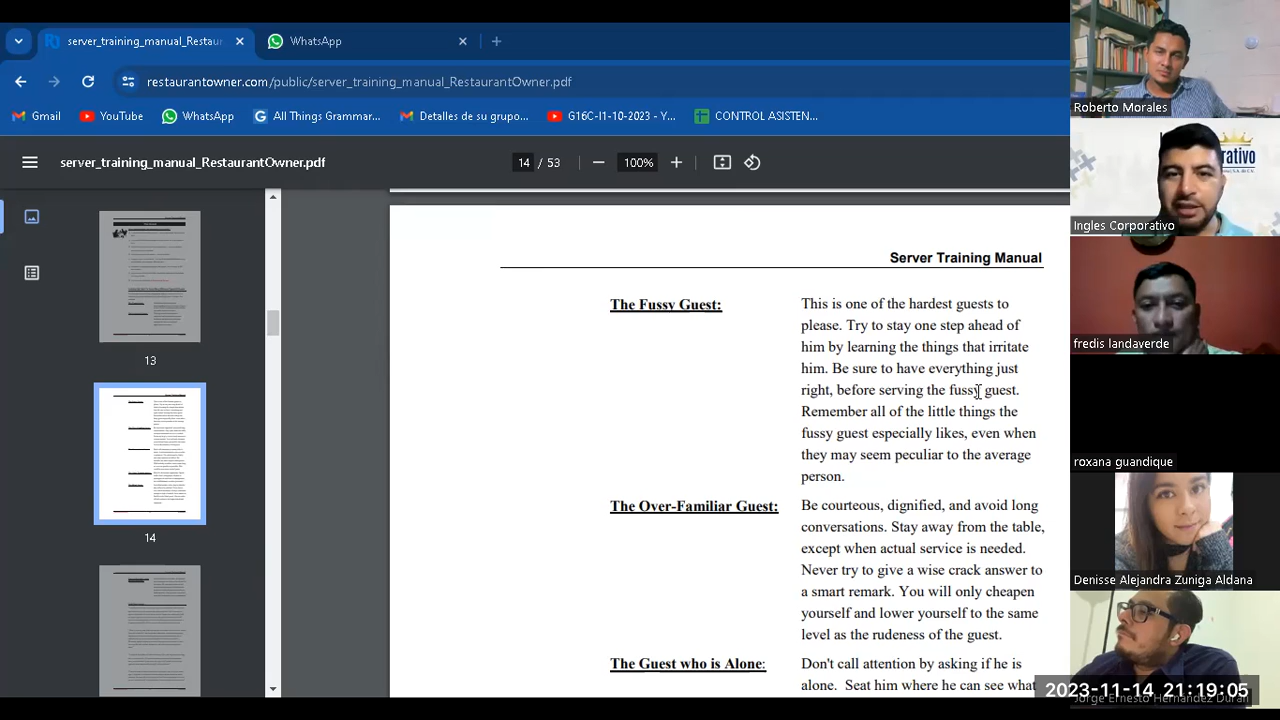 server_training_manual_Restaur
WhatsApp
restaurantowner.com/public/server_training_manual_RestaurantOwner.pdf
Gmail
YouTube
WhatsApp
All Things Gramma...
Detalles de su grupo...
G16C-I1-10-2023 - Y...
CONTROL ASISTEN...
server_training_manual_RestaurantOwner.pdf
14 / 53
100%
13
14
Server Training Manual
The Fussy Guest:
This is one of the hardest guests to
please. Try to stay one step ahead of
him by learning the things that irritate
him. Be sure to have everything just
right, before serving the fussy guest.
Remember all of the little things the
fussy guest especially likes, even when
they may seem peculiar to the average
person.
The Over-Familiar Guest:
Be courteous, dignified, and avoid long
conversations. Stay away from the table,
except when actual service is needed.
Never try to give a wise crack answer to
a smart remark. You will only cheapen
yourself and lower yourself to the same
level as the rudeness of the guest.
The Guest who is Alone:
Don't call attention by asking if he is
alone. Seat him where he can see what
Roberto Morales
rativo
Ingles Corporativo
fredis landaverde
roxana guandique
Denisse Alejandra Zuniga Aldana
Jorge Ernesto Hernandez Duran
2023-11-14 21:19:05